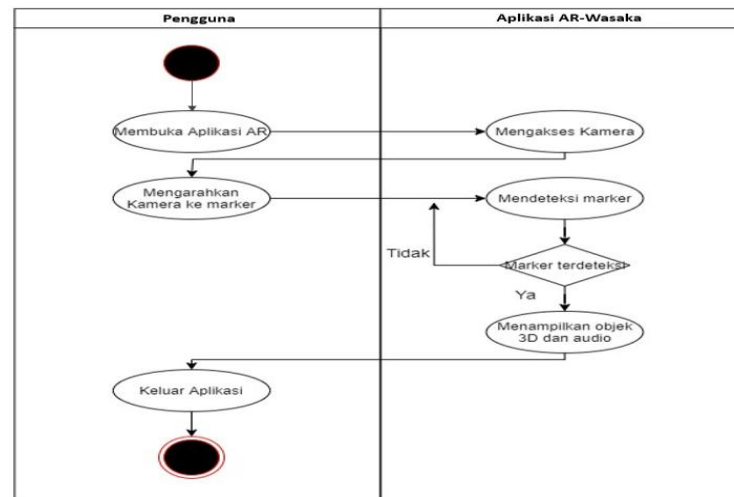 Pengguna
Aplikasi AR-Wasaka
Membuka Aplikasi AR
Mengakses Kamera
Mengarahkan
Kamera ke marker
Mendeteksi marker
Tidak
Marker terdeteksi
Ya
Menampilkan objek
3D dan audio
Keluar Aplikasi